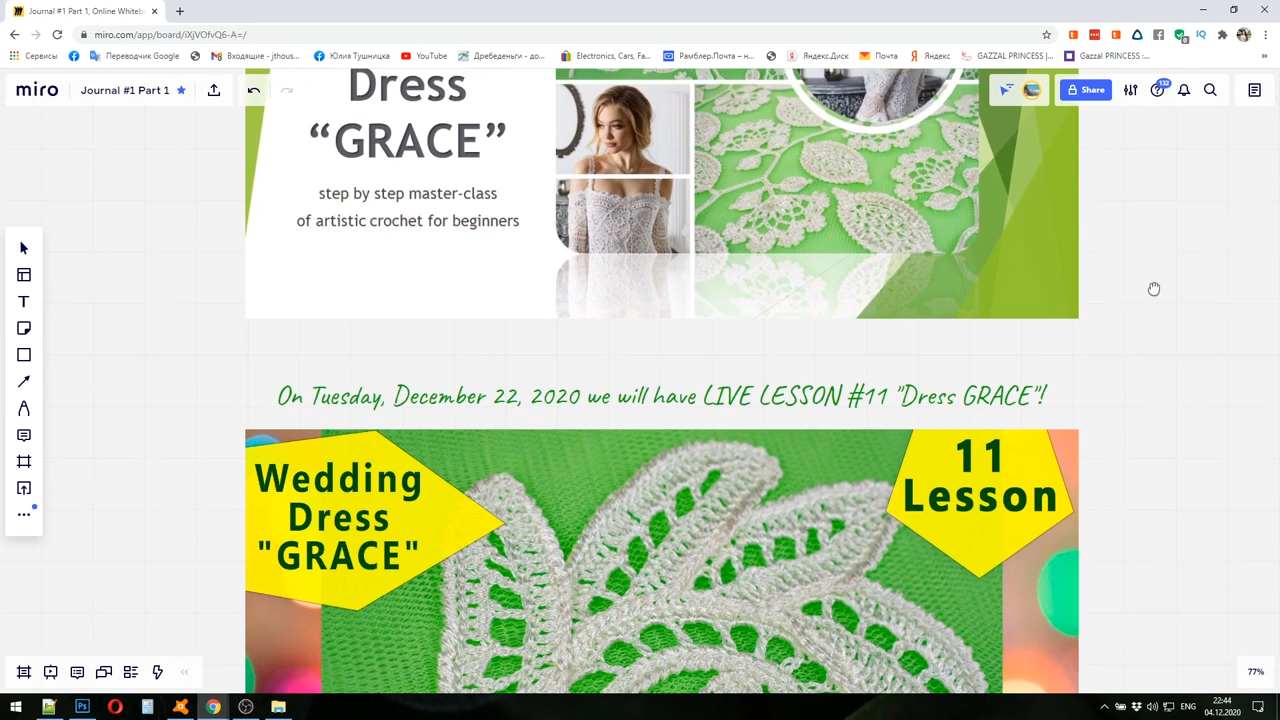 Journal #1 Part 1, Online Whiteb
miro.com/app/board/iXjVOfvQ6-A=/
Сервисы
Переводчик Google
Входящие - jthous...
Юлия Тушницка
YouTube
Дребеденьги - до...
Electronics, Cars, Fa...
Рамблер.Почта – н...
Яндекс.Диск
Почта
Яндекс
GAZZAL PRINCESS |...
Gazzal PRINCESS :...
miro
Journal #1 Part 1
Share
132
Dress
“GRACE”
step by step master-class
of artistic crochet for beginners
On Tuesday, December 22, 2020 we will have LIVE LESSON #11 "Dress GRACE"!
Wedding
Dress
"GRACE"
11
Lesson
77%
ENG
22:44
04.12.2020